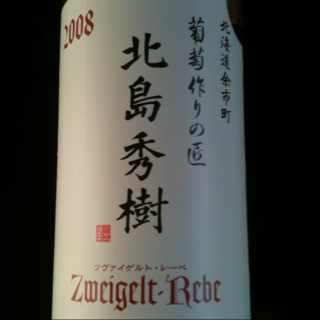 2008
北海道余市町
葡萄作りの匠
北島秀樹
ツヴァイゲルト・レーベ
Zweigelt-Rebe